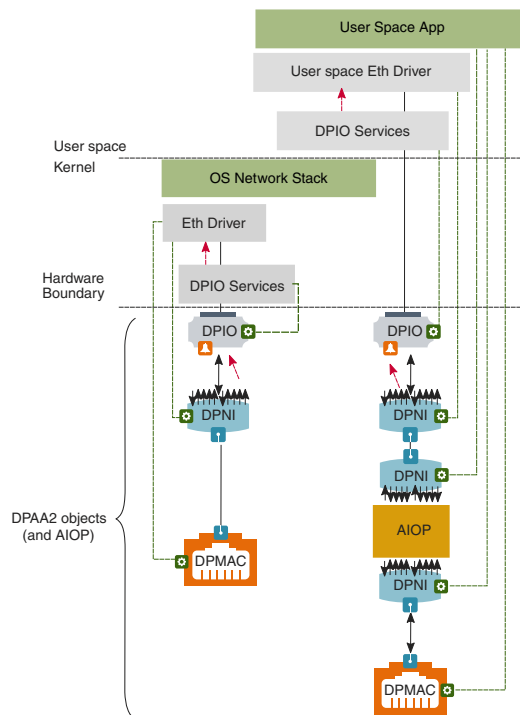 User Space App
User space Eth Driver
DPIO Services
User space
Kernel
OS Network Stack
Eth Driver
DPIO Services
Hardware
Boundary
DPIO
DPIO
DPNI
DPNI
DPNI
DPAA2 objects
(and AIOP)
AIOP
DPMAC
DPNI
DPMAC